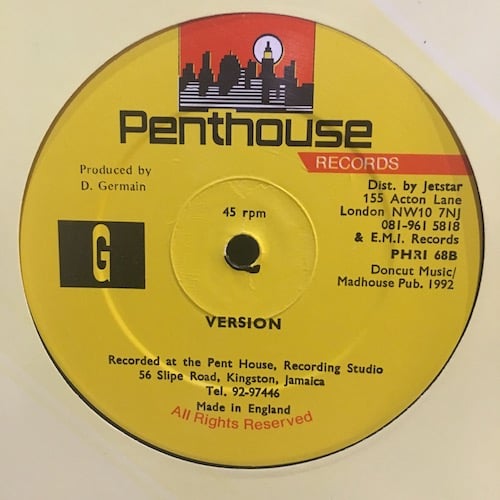 Penthouse
RECORDS
Produced by
D. Germain
Dist. by Jetstar
155 Acton Lane
London NW10 7NJ
081-961 5818
& E.M.I. Records
PHRI 68B
Doncut Music/
Madhouse Pub. 1992
45 rpm
G
VERSION
Recorded at the Pent House, Recording Studio
56 Slipe Road, Kingston, Jamaica
Tel. 92-97446
Made in England
All Rights Reserved